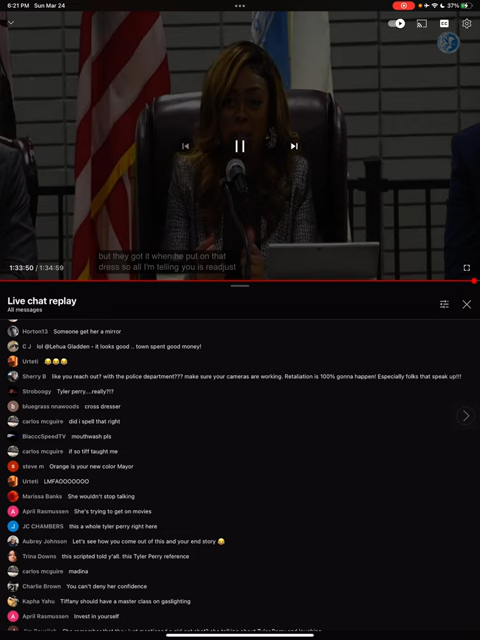 6:21 PM Sun Mar 24
37%
but they got it when he put on that
dress so all I'm telling you is readjust
1:33:50 / 1:34:59
Live chat replay
All messages
Horton13 Someone get her a mirror
C J lol @Lehua Gladden - it looks good .. town spent good money!
Urteti 😂😂😂
Sherry B like you reach out? with the police department??? make sure your cameras are working. Retaliation is 100% gonna happen! Especially folks that speak up!!!
Stroboogy Tyler perry....really?!?
bluegrass nnawoods cross dresser
carlos mcguire did i spell that right
BlacccSpeedTV mouthwash pls
carlos mcguire if so tiff taught me
steve m Orange is your new color Mayor
Urteti LMFAOOOOOOO
Marissa Banks She wouldn't stop talking
April Rasmussen She's trying to get on movies
JC CHAMBERS this a whole tyler perry right here
Aubrey Johnson Let's see how you come out of this and your end story 😂
Trina Downs this scripted told y'all. this Tyler Perry reference
carlos mcguire madina
Charlie Brown You can't deny her confidence
Kapha Yahu Tiffany should have a master class on gaslighting
April Rasmussen Invest in yourself